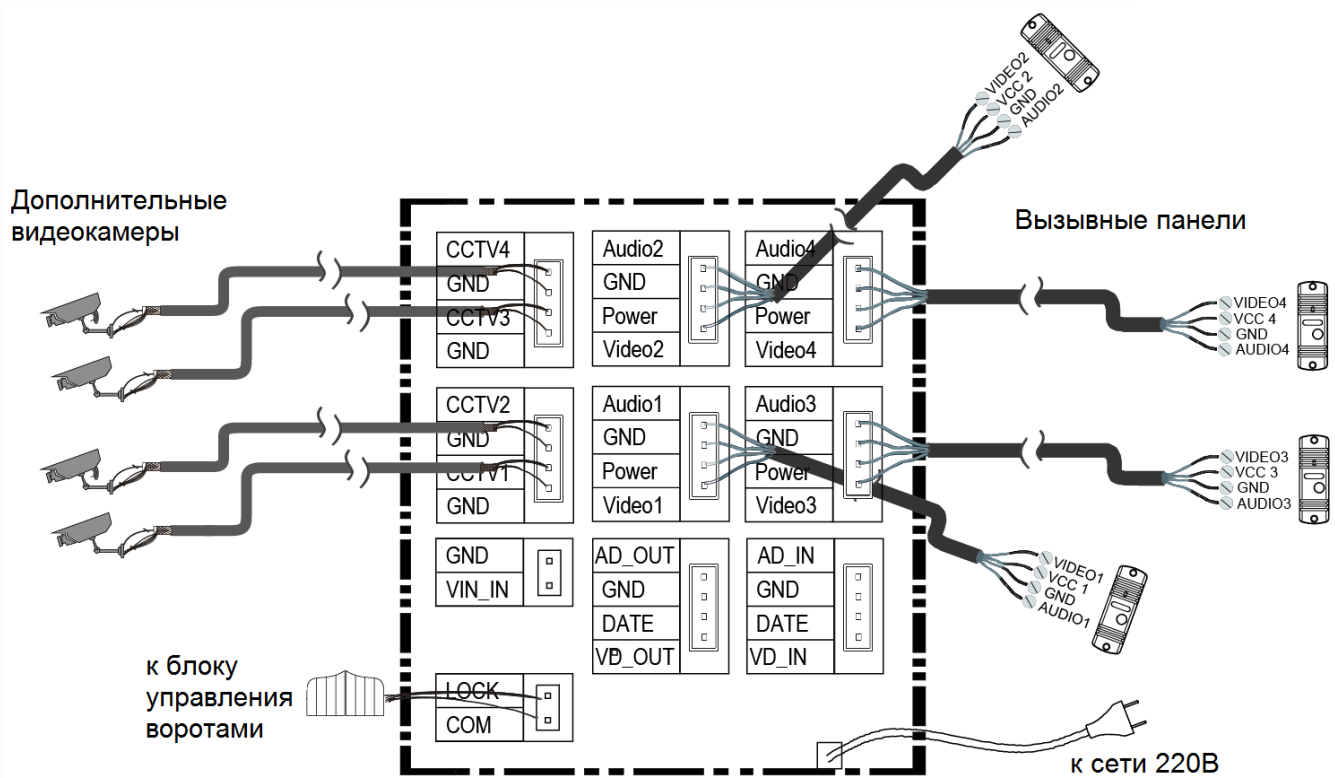 VIDEO2
VCC 2
GND
AUDIO2
Дополнительные
видеокамеры
Вызывные панели
CCTV4
GND
CCTV3
GND
Audio2
GND
Power
Video2
Audio4
GND
Power
Video4
VIDEO4
VCC 4
GND
AUDIO4
CCTV2
GND
CCTV1
GND
Audio1
GND
Power
Video1
Audio3
GND
Power
Video3
VIDEO3
VCC 3
GND
AUDIO3
GND
VIN_IN
AD_OUT
GND
DATE
VD_OUT
AD_IN
GND
DATE
VD_IN
VIDEO1
VCC 1
GND
AUDIO1
к блоку
управления
воротами
LOCK
COM
к сети 220В